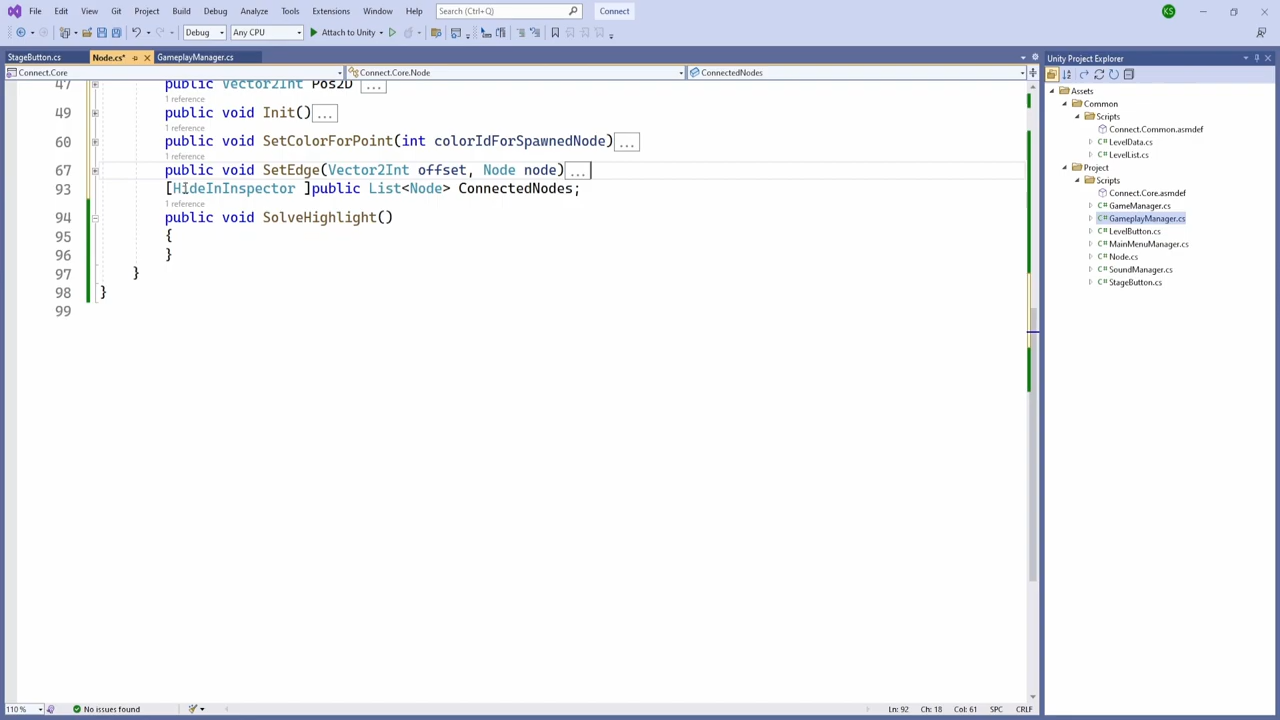 File Edit View Git Project Build Debug Analyze Tools Extensions Window Help Search (Ctrl+Q) Connect KS
Debug Any CPU Attach to Unity
StageButton.cs Node.cs* GameplayManager.cs Unity Project Explorer
Connect.Core Connect.Core.Node ConnectedNodes
47 public Vector2Int Pos2D ...
1 reference
49 public void Init() ...
1 reference
60 public void SetColorForPoint(int colorIdForSpawnedNode) ...
1 reference
67 public void SetEdge(Vector2Int offset, Node node) ...
93 [HideInInspector ]public List<Node> ConnectedNodes;
1 reference
94 public void SolveHighlight()
95 {
96 }
97 }
98 }
99
Assets
Common
Scripts
Connect.Common.asmdef
C# LevelData.cs
C# LevelList.cs
Project
Scripts
Connect.Core.asmdef
C# GameManager.cs
C# GameplayManager.cs
C# LevelButton.cs
C# MainMenuManager.cs
C# Node.cs
C# SoundManager.cs
C# StageButton.cs
110 % No issues found Ln: 92 Ch: 18 Col: 61 SPC CRLF